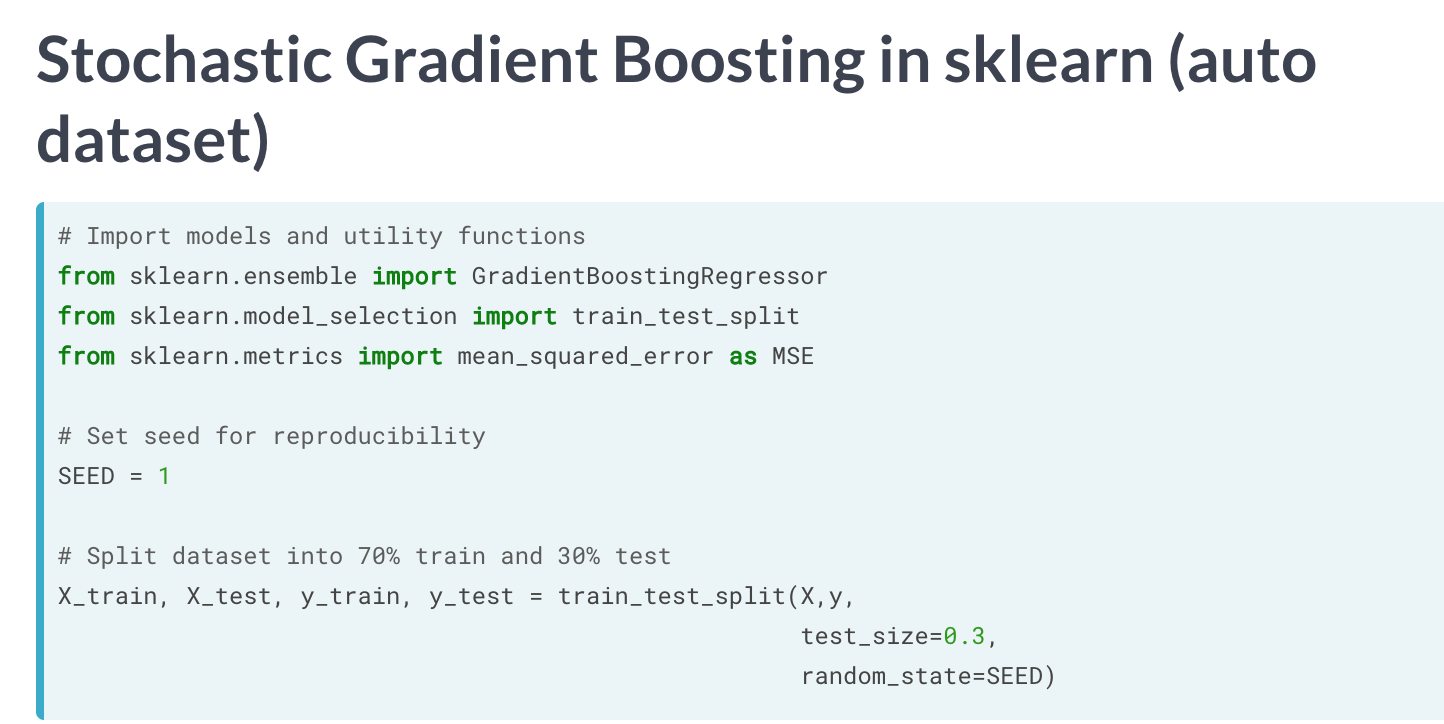 Stochastic Gradient Boosting in sklearn (auto
dataset)
# Import models and utility functions
from sklearn.ensemble import GradientBoostingRegressor
from sklearn.model_selection import train_test_split
from sklearn.metrics import mean_squared_error as MSE
# Set seed for reproducibility
SEED = 1
# Split dataset into 70% train and 30% test
X_train, X_test, y_train, y_test = train_test_split(X,y,
test_size=0.3,
random_state=SEED)